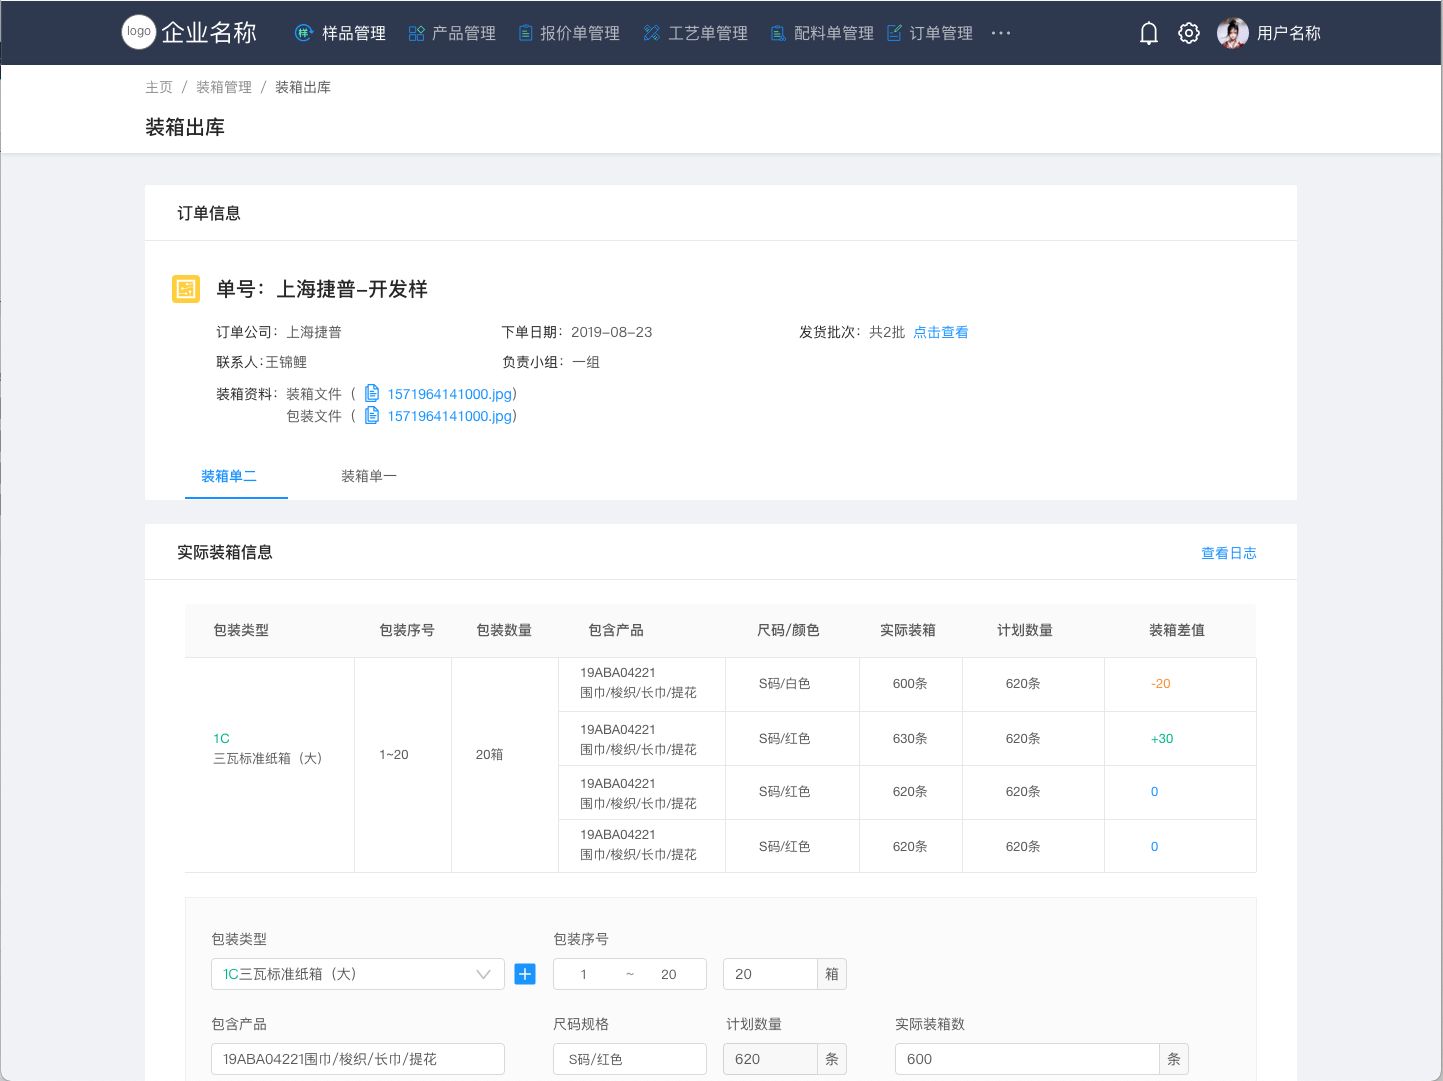 logo 企业名称 样 样品管理 产品管理 报价单管理 工艺单管理 配料单管理 订单管理 ··· 用户名称
主页 / 装箱管理 / 装箱出库
装箱出库
订单信息
单号：上海捷普-开发样
订单公司：上海捷普 下单日期：2019-08-23 发货批次：共2批 点击查看
联系人：王锦鲤 负责小组：一组
装箱资料：装箱文件（ 1571964141000.jpg）
包装文件（ 1571964141000.jpg）
装箱单二 装箱单一
实际装箱信息 查看日志
包装类型 包装序号 包装数量 包含产品 尺码/颜色 实际装箱 计划数量 装箱差值
19ABA04221
围巾/梭织/长巾/提花 S码/白色 600条 620条 -20
19ABA04221
围巾/梭织/长巾/提花 S码/红色 630条 620条 +30
1C
三瓦标准纸箱（大） 1~20 20箱
19ABA04221
围巾/梭织/长巾/提花 S码/红色 620条 620条 0
19ABA04221
围巾/梭织/长巾/提花 S码/红色 620条 620条 0
包装类型 包装序号
1C三瓦标准纸箱（大） 1 ~ 20 20 箱
包含产品 尺码规格 计划数量 实际装箱数
19ABA04221围巾/梭织/长巾/提花 S码/红色 620 条 600 条